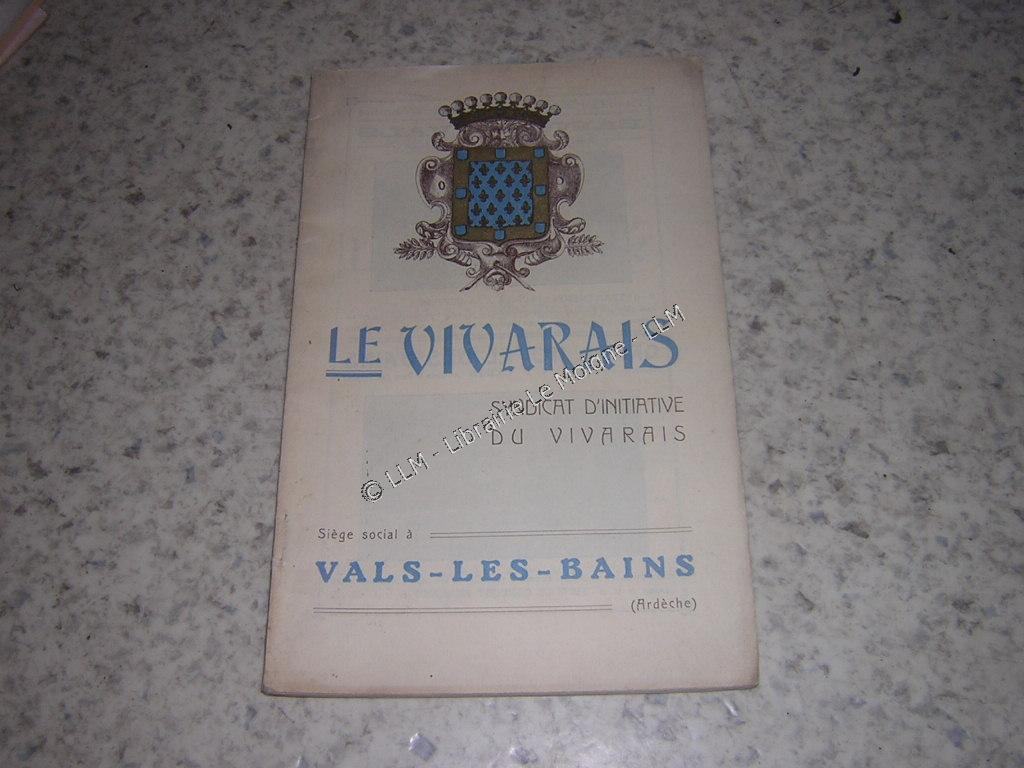 LE VIVARAIS
SYNDICAT D'INITIATIVE
DU VIVARAIS
© LLM - Librairie Le Moigne - LLM
Siège social à
VALS-LES-BAINS
(Ardèche)